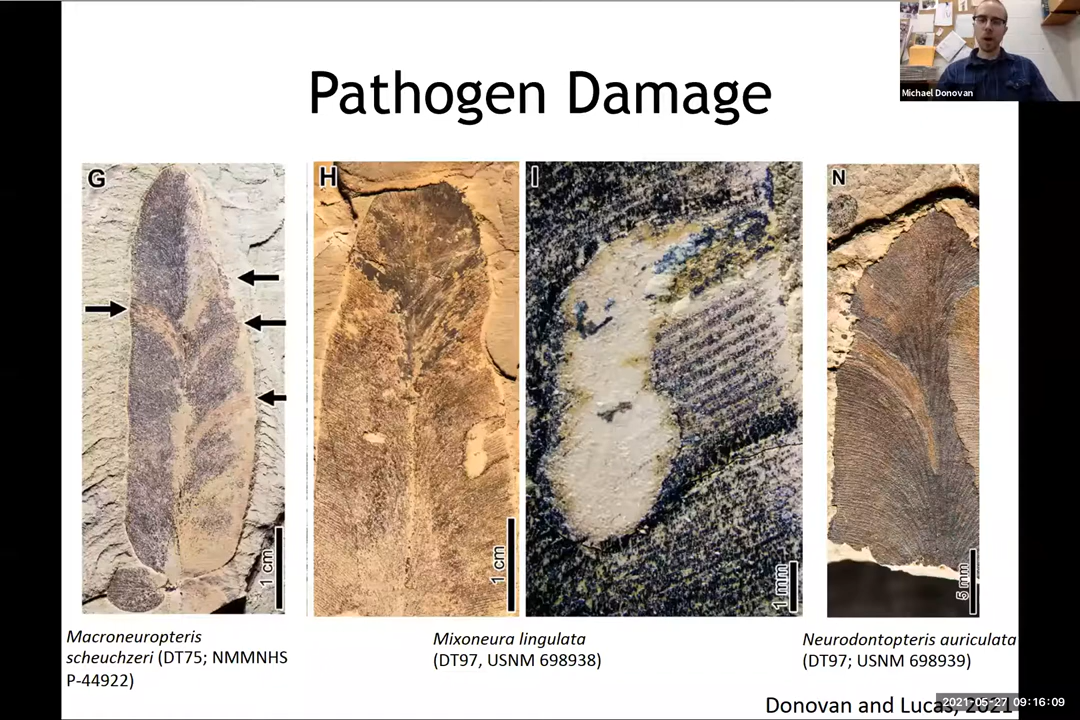 Michael Donovan
Pathogen Damage
G
H
I
N
1 cm
1 cm
1 mm
5 mm
Macroneuropteris
scheuchzeri (DT75; NMMNHS
P-44922)
Mixoneura lingulata
(DT97, USNM 698938)
Neurodontopteris auriculata
(DT97; USNM 698939)
Donovan and Lucas, 2021
2021-05-27 09:16:09